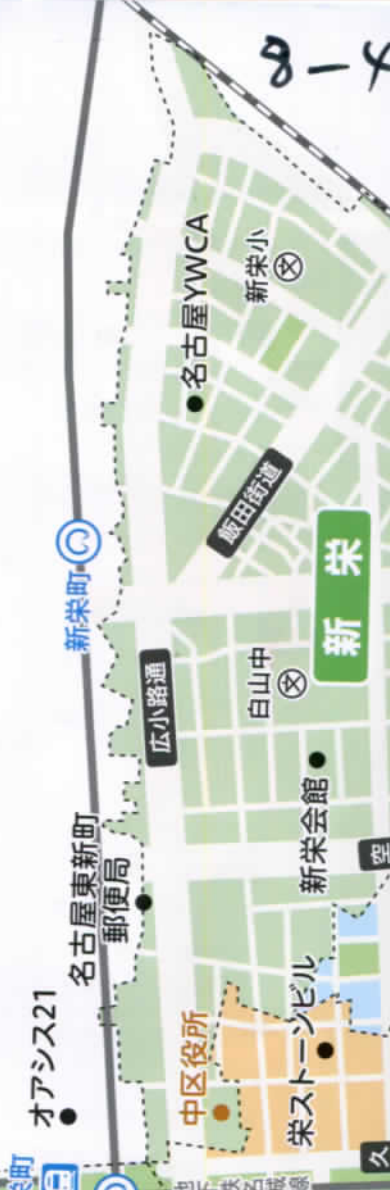 8-4
新栄小
名古屋YWCA
飯田街道
新栄町
新栄
白山中
広小路通
新栄会館
名古屋東新町
郵便局
空
オアシス21
中区役所
栄ストーンビル
久